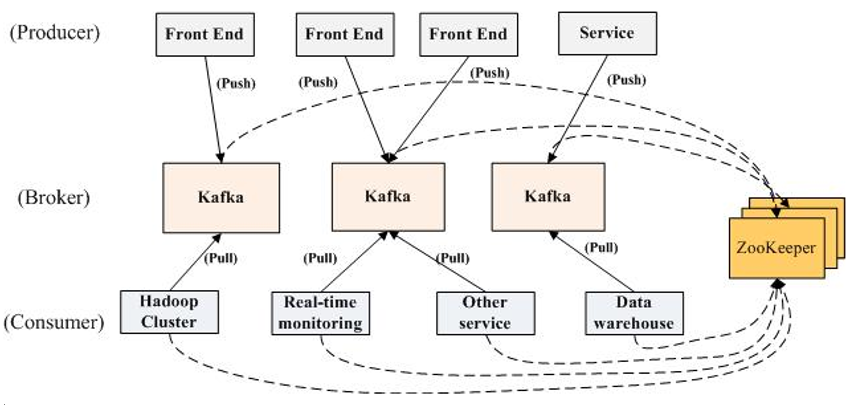 (Producer)
Front End
Front End
Front End
Service
(Push)
(Push)
(Push)
(Push)
(Broker)
Kafka
Kafka
Kafka
ZooKeeper
(Pull)
(Pull)
(Pull)
(Pull)
(Consumer)
Hadoop
Cluster
Real-time
monitoring
Other
service
Data
warehouse